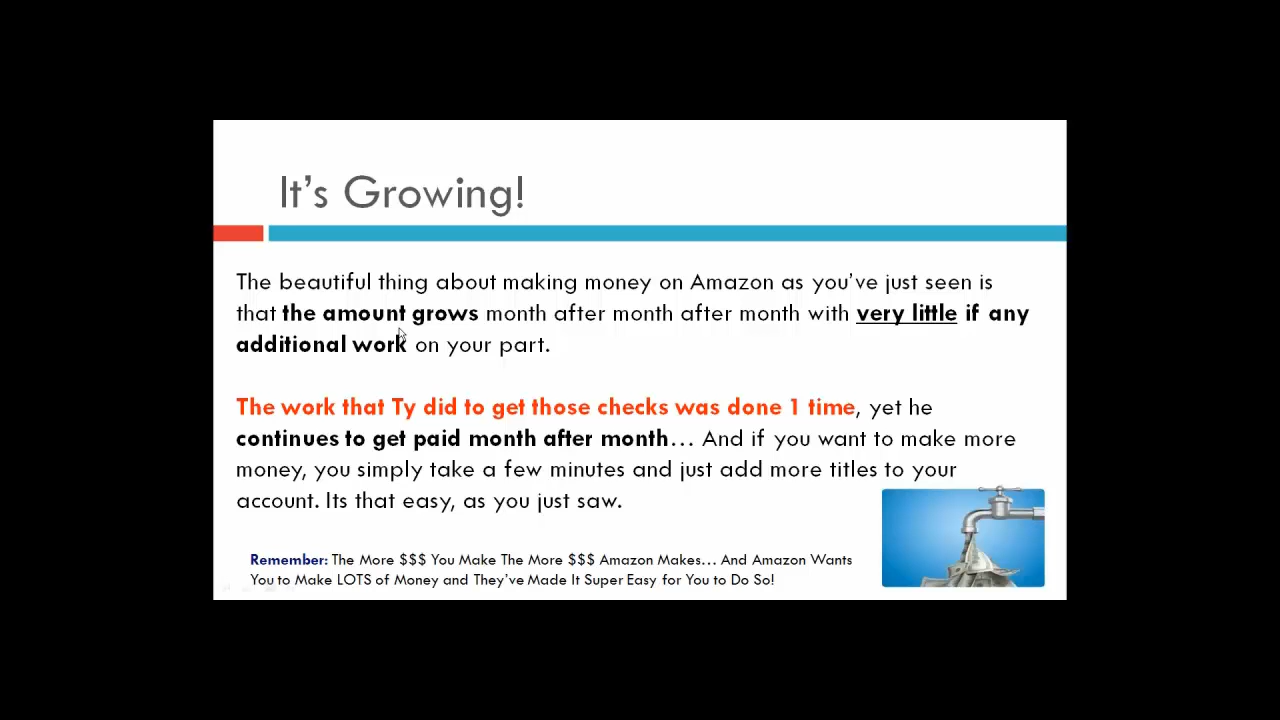 It's Growing!
The beautiful thing about making money on Amazon as you've just seen is
that the amount grows month after month after month with very little if any
additional work on your part.
The work that Ty did to get those checks was done 1 time, yet he
continues to get paid month after month… And if you want to make more
money, you simply take a few minutes and just add more titles to your
account. Its that easy, as you just saw.
Remember: The More $$$ You Make The More $$$ Amazon Makes… And Amazon Wants
You to Make LOTS of Money and They've Made It Super Easy for You to Do So!